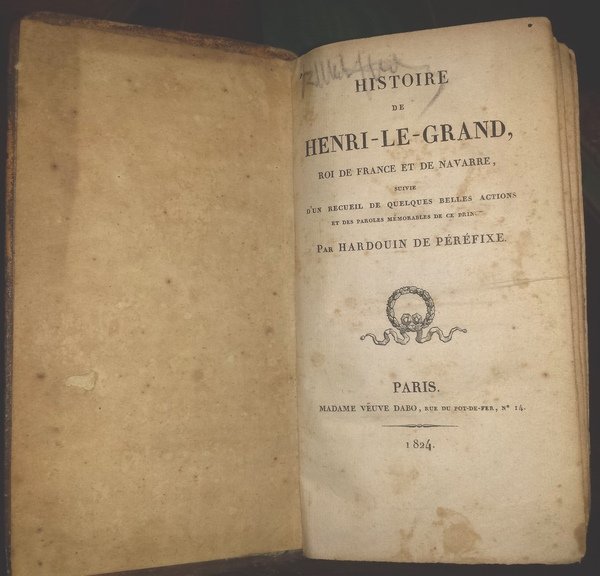 HISTOIRE
DE
HENRI-LE-GRAND,
ROI DE FRANCE ET DE NAVARRE,
SUIVIE
D'UN RECUEIL DE QUELQUES BELLES ACTIONS
ET DES PAROLES MÉMORABLES DE CE
PAR HARDOUIN DE PÉRÉFIXE.
PARIS.
MADAME VEUVE DABO, RUE DU POT-DE-FER, N° 14.
1824.